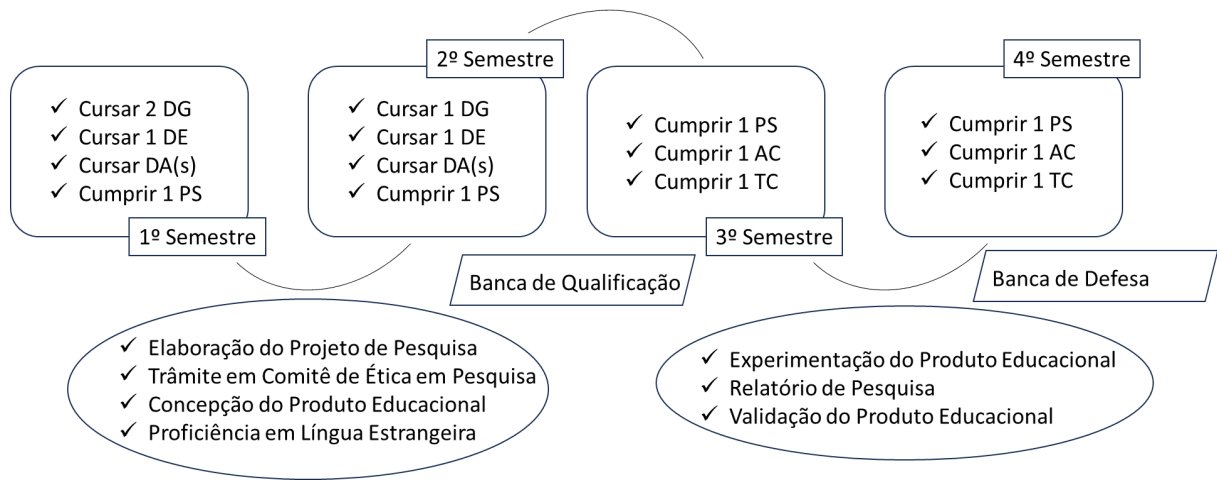 Cursar 2 DG
Cursar 1 DE
Cursar DA(s)
Cumprir 1 PS
1º Semestre
2º Semestre
Cursar 1 DG
Cursar 1 DE
Cursar DA(s)
Cumprir 1 PS
Cumprir 1 PS
Cumprir 1 AC
Cumprir 1 TC
3º Semestre
4º Semestre
Cumprir 1 PS
Cumprir 1 AC
Cumprir 1 TC
Banca de Qualificação
Banca de Defesa
Elaboração do Projeto de Pesquisa
Trâmite em Comitê de Ética em Pesquisa
Concepção do Produto Educacional
Proficiência em Língua Estrangeira
Experimentação do Produto Educacional
Relatório de Pesquisa
Validação do Produto Educacional